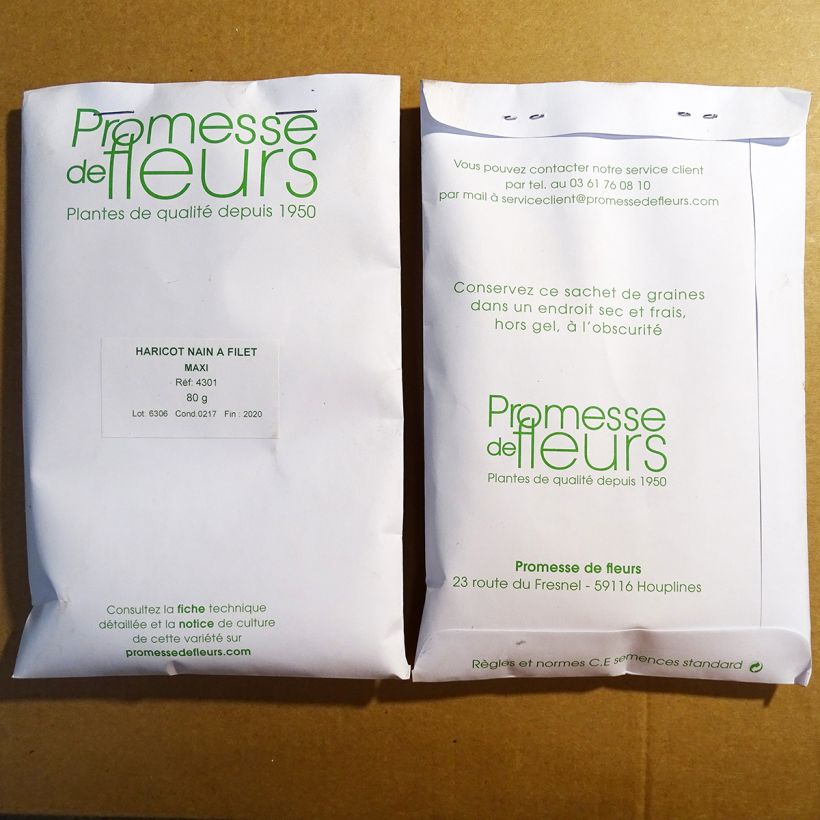 Promesse
de fleurs
Plantes de qualité depuis 1950
HARICOT NAIN A FILET
MAXI
Réf: 4301
80 g
Lot: 6306 Cond.0217 Fin : 2020
Consultez la fiche technique
détaillée et la notice de culture
de cette variété sur
promessedefleurs.com
Vous pouvez contacter notre service client
par tel. au 03 61 76 08 10
par mail à serviceclient@promessedefleurs.com
Conservez ce sachet de graines
dans un endroit sec et frais,
hors gel, à l'obscurité
Promesse
de fleurs
Plantes de qualité depuis 1950
Promesse de fleurs
23 route du Fresnel - 59116 Houplines
Règles et normes C.E semences standard